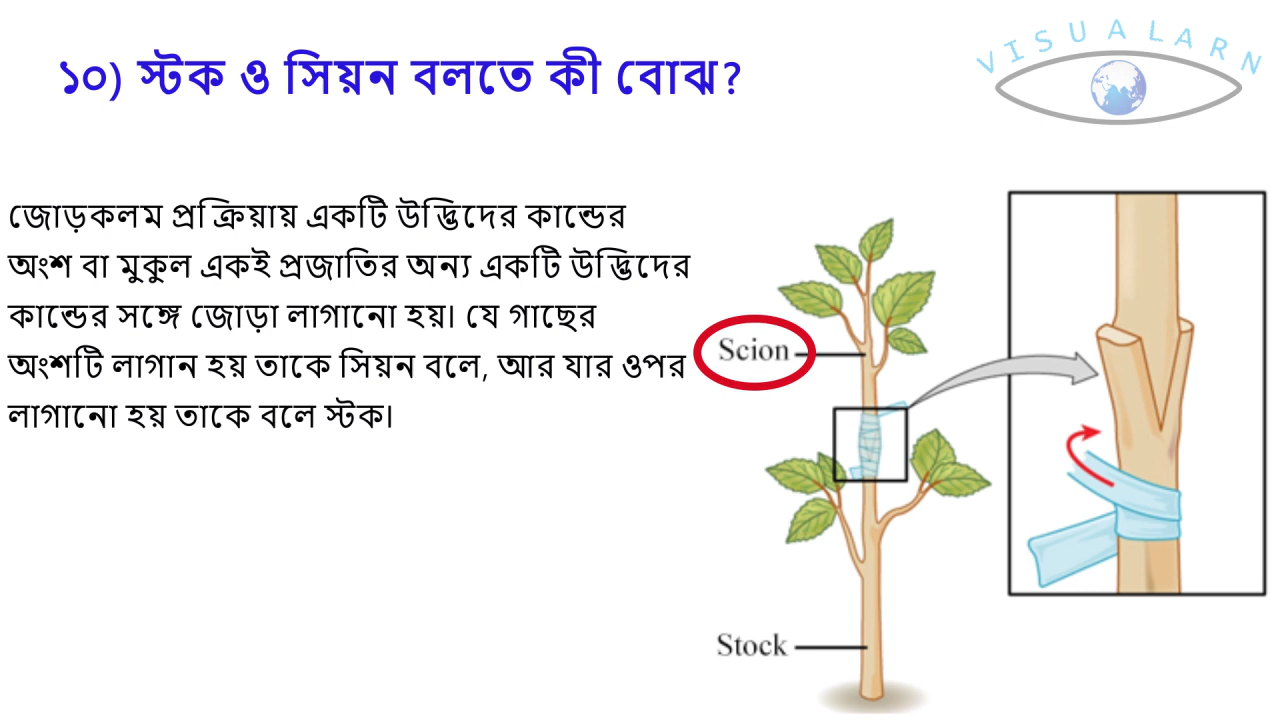 ১০) স্টক ও সিয়ন বলতে কী বোঝ?
VISUALARN
জোড়কলম প্রক্রিয়ায় একটি উদ্ভিদের কান্ডের
অংশ বা মুকুল একই প্রজাতির অন্য একটি উদ্ভিদের
কান্ডের সঙ্গে জোড়া লাগানো হয়। যে গাছের
অংশটি লাগান হয় তাকে সিয়ন বলে, আর যার ওপর
লাগানো হয় তাকে বলে স্টক।
Scion
Stock